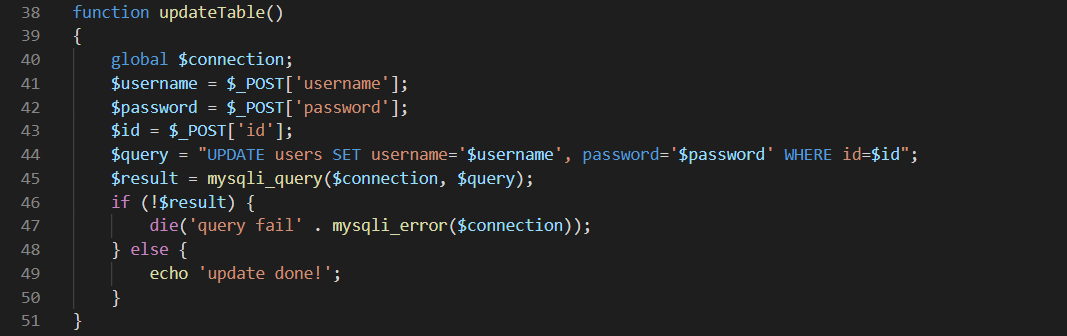 38 function updateTable()
39 {
40     global $connection;
41     $username = $_POST['username'];
42     $password = $_POST['password'];
43     $id = $_POST['id'];
44     $query = "UPDATE users SET username='$username', password='$password' WHERE id=$id";
45     $result = mysqli_query($connection, $query);
46     if (!$result) {
47         die('query fail' . mysqli_error($connection));
48     } else {
49         echo 'update done!';
50     }
51 }